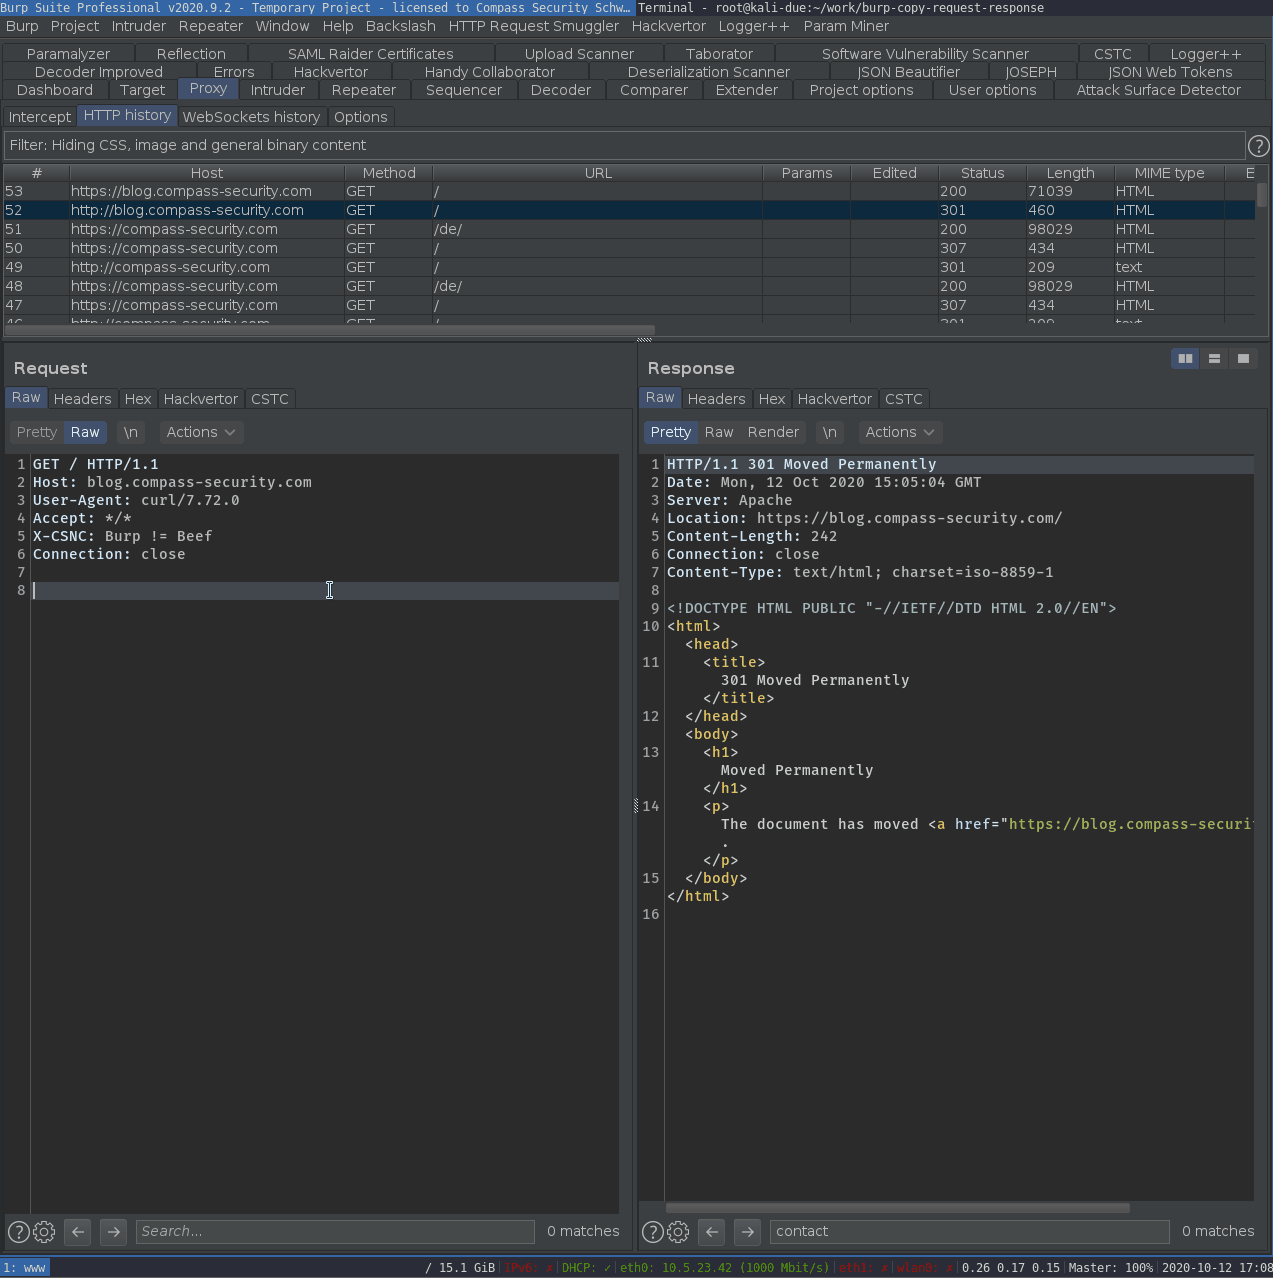 Burp Suite Professional v2020.9.2 - Temporary Project - licensed to Compass Security Schw… Terminal - root@kali-due:~/work/burp-copy-request-response
Burp Project Intruder Repeater Window Help Backslash HTTP Request Smuggler Hackvertor Logger++ Param Miner
Paramalyzer Reflection SAML Raider Certificates Upload Scanner Taborator Software Vulnerability Scanner CSTC Logger++
Decoder Improved Errors Hackvertor Handy Collaborator Deserialization Scanner JSON Beautifier JOSEPH JSON Web Tokens
Dashboard Target Proxy Intruder Repeater Sequencer Decoder Comparer Extender Project options User options Attack Surface Detector
Intercept HTTP history WebSockets history Options
Filter: Hiding CSS, image and general binary content ?
# Host Method URL Params Edited Status Length MIME type E
53 https://blog.compass-security.com GET / 200 71039 HTML
52 http://blog.compass-security.com GET / 301 460 HTML
51 https://compass-security.com GET /de/ 200 98029 HTML
50 https://compass-security.com GET / 307 434 HTML
49 http://compass-security.com GET / 301 209 text
48 https://compass-security.com GET /de/ 200 98029 HTML
47 https://compass-security.com GET / 307 434 HTML
46 http://compass-security.com GET / 301 209 text
Request
Raw Headers Hex Hackvertor CSTC
Pretty Raw \n Actions
1 GET / HTTP/1.1
2 Host: blog.compass-security.com
3 User-Agent: curl/7.72.0
4 Accept: */*
5 X-CSNC: Burp != Beef
6 Connection: close
7
8
? Search... 0 matches
Response
Raw Headers Hex Hackvertor CSTC
Pretty Raw Render \n Actions
1 HTTP/1.1 301 Moved Permanently
2 Date: Mon, 12 Oct 2020 15:05:04 GMT
3 Server: Apache
4 Location: https://blog.compass-security.com/
5 Content-Length: 242
6 Connection: close
7 Content-Type: text/html; charset=iso-8859-1
8
9 <!DOCTYPE HTML PUBLIC "-//IETF//DTD HTML 2.0//EN">
10 <html>
<head>
11 <title>
301 Moved Permanently
</title>
12 </head>
<body>
13 <h1>
Moved Permanently
</h1>
14 <p>
The document has moved <a href="https://blog.compass-securi
.
</p>
15 </body>
</html>
16
? contact 0 matches
1: www / 15.1 GiB IPv6: ✗ DHCP: ✓ eth0: 10.5.23.42 (1000 Mbit/s) eth1: ✗ wlan0: ✗ 0.26 0.17 0.15 Master: 100% 2020-10-12 17:08